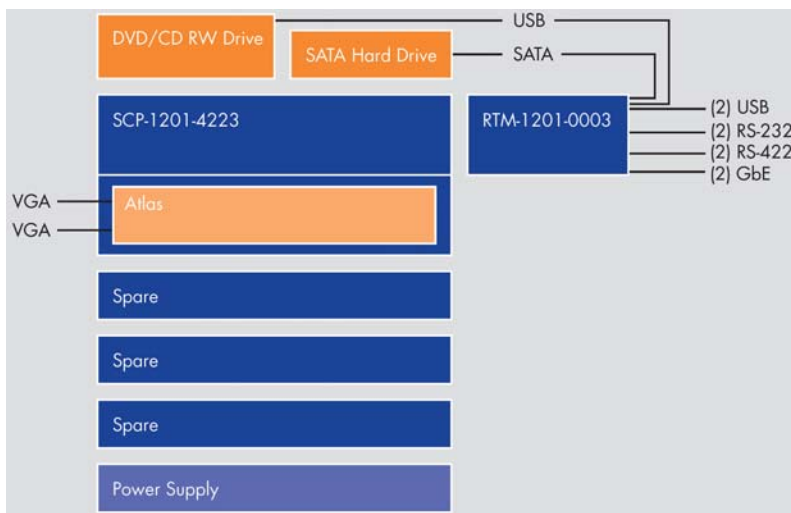 DVD/CD RW Drive
USB
SATA Hard Drive
SATA
SCP-1201-4223
RTM-1201-0003
(2) USB
(2) RS-232
(2) RS-422
(2) GbE
VGA
VGA
Atlas
Spare
Spare
Spare
Power Supply